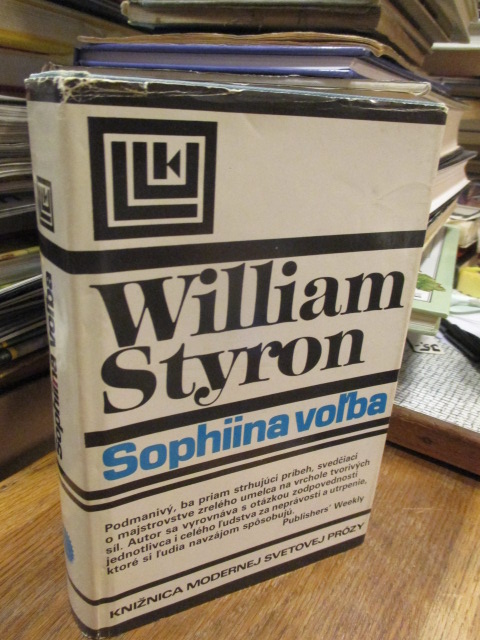 William
Styron
Sophiina voľba
Podmanivý, ba priam strhujúci príbeh, svedčiaci
o majstrovstve zrelého umelca na vrchole tvorivých
síl. Autor sa vyrovnáva s otázkou zodpovednosti
jednotlivca i celého ľudstva za neprávosti a utrpenie,
ktoré si ľudia navzájom spôsobujú.
Publishers' Weekly
KNIŽNICA MODERNEJ SVETOVEJ PRÓZY
Sophiina voľba